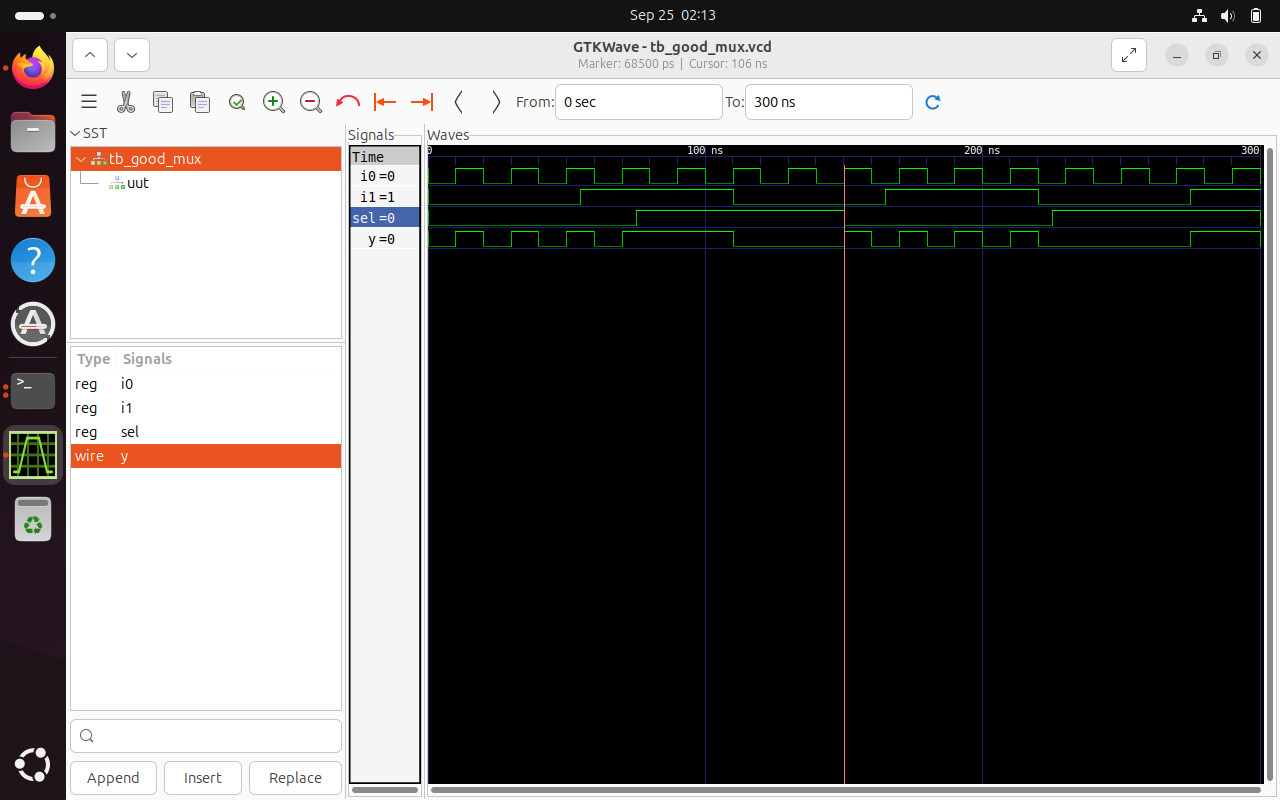 Sep 25 02:13
GTKWave - tb_good_mux.vcd
Marker: 68500 ps | Cursor: 106 ns
From: 0 sec To: 300 ns
SST
tb_good_mux
uut
Type Signals
reg i0
reg i1
reg sel
wire y
Append Insert Replace
Signals
Time
i0 =0
i1 =1
sel =0
y =0
Waves
0 100 ns 200 ns 300